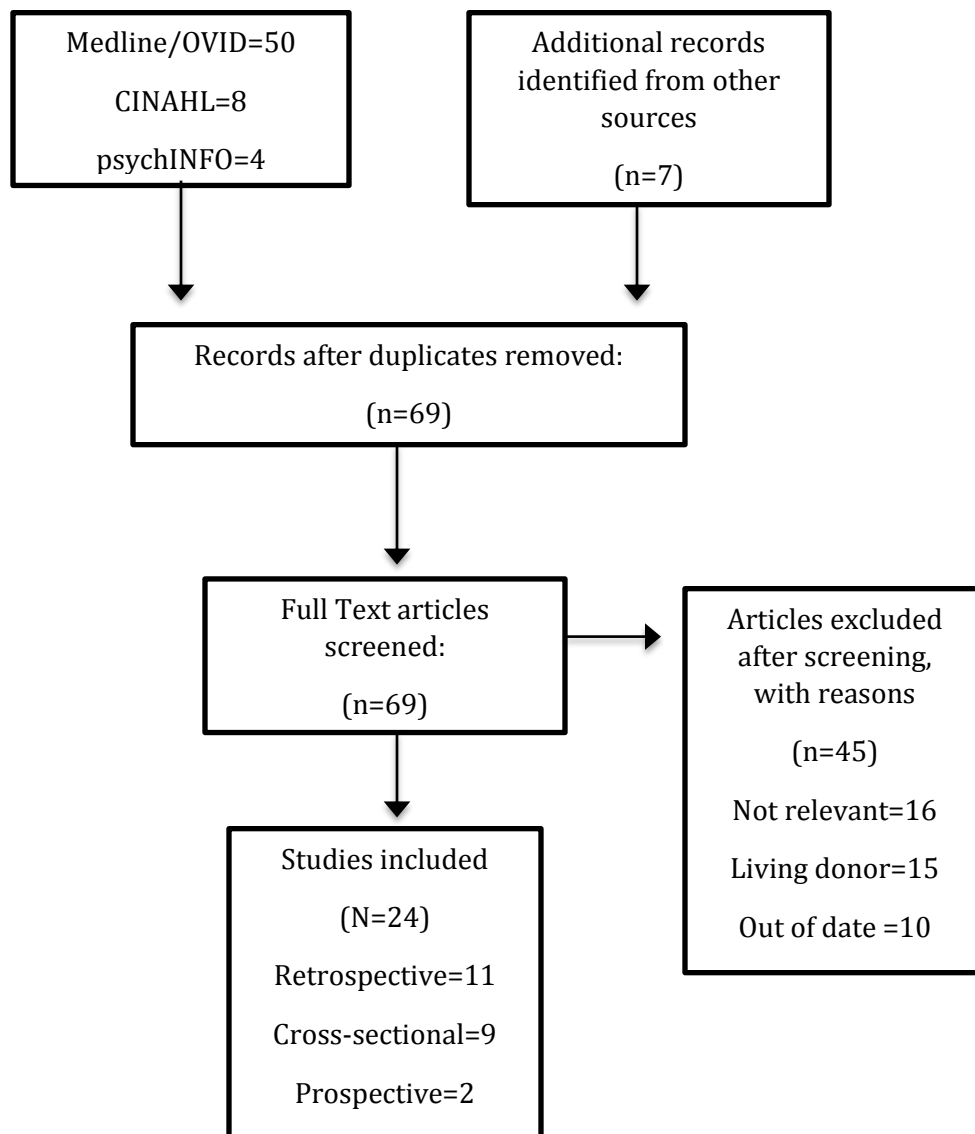 Medline/OVID=50
CINAHL=8
psychINFO=4
Additional records
identified from other
sources
(n=7)
Records after duplicates removed:
(n=69)
Full Text articles
screened:
(n=69)
Articles excluded
after screening,
with reasons
(n=45)
Not relevant=16
Living donor=15
Out of date =10
Studies included
(N=24)
Retrospective=11
Cross-sectional=9
Prospective=2